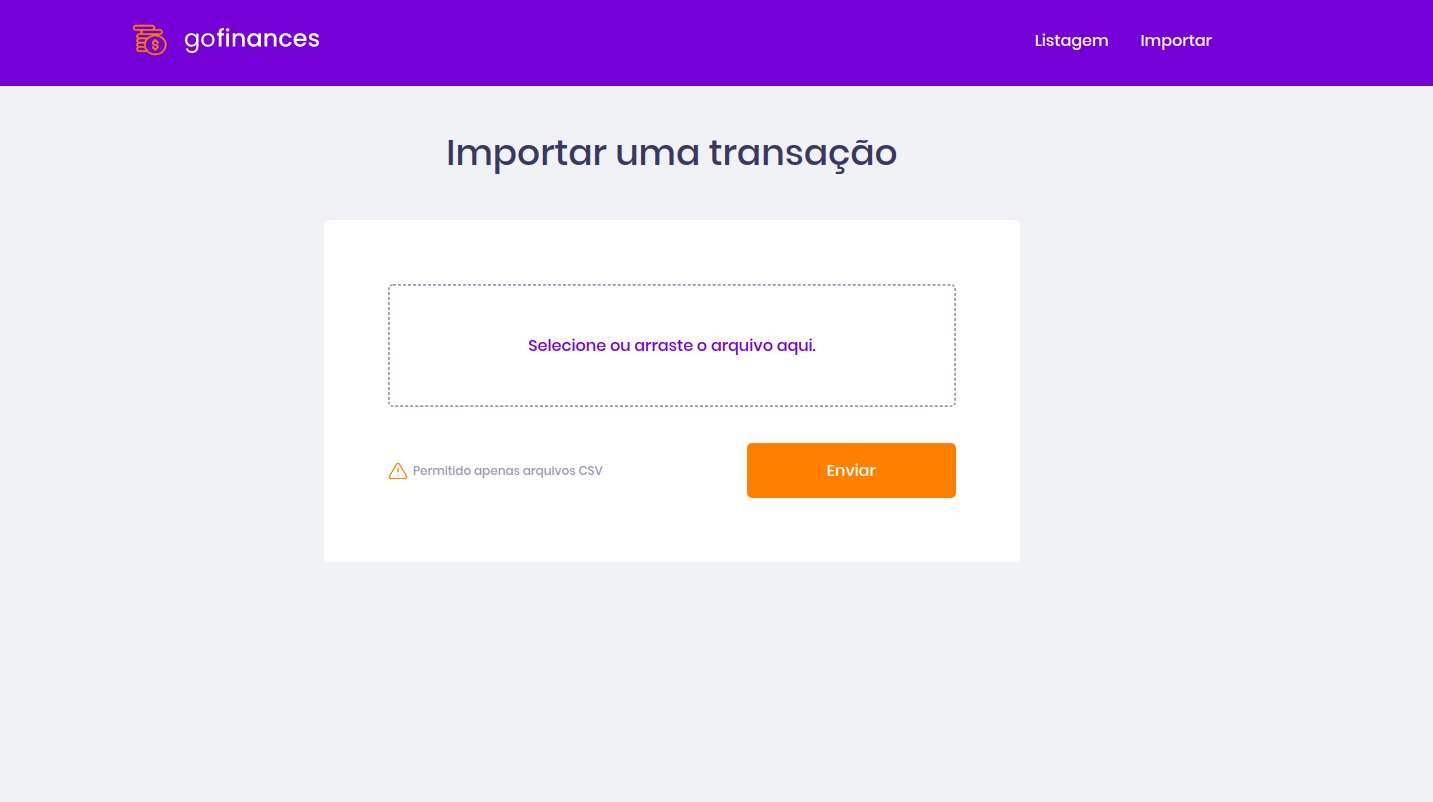 gofinances
Listagem
Importar
Importar uma transação
Selecione ou arraste o arquivo aqui.
Permitido apenas arquivos CSV
Enviar